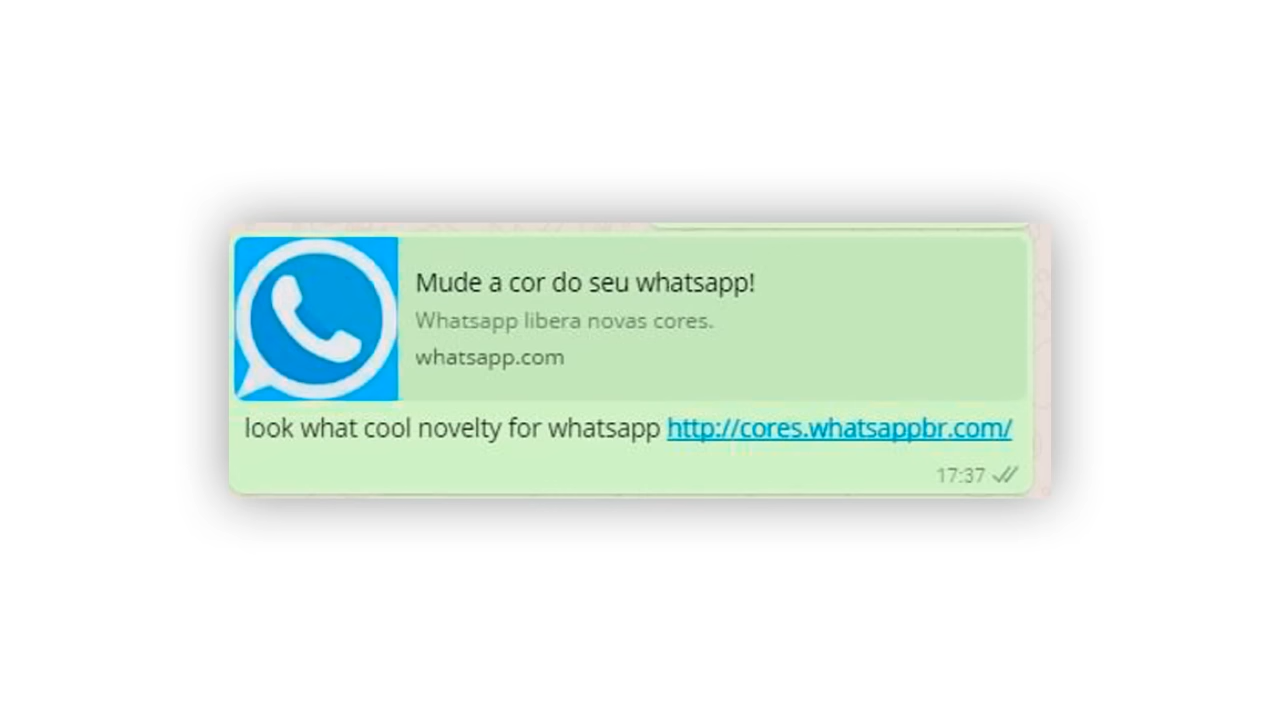 Mude a cor do seu whatsapp!
Whatsapp libera novas cores.
whatsapp.com
look what cool novelty for whatsapp http://cores.whatsappbr.com/
17:37